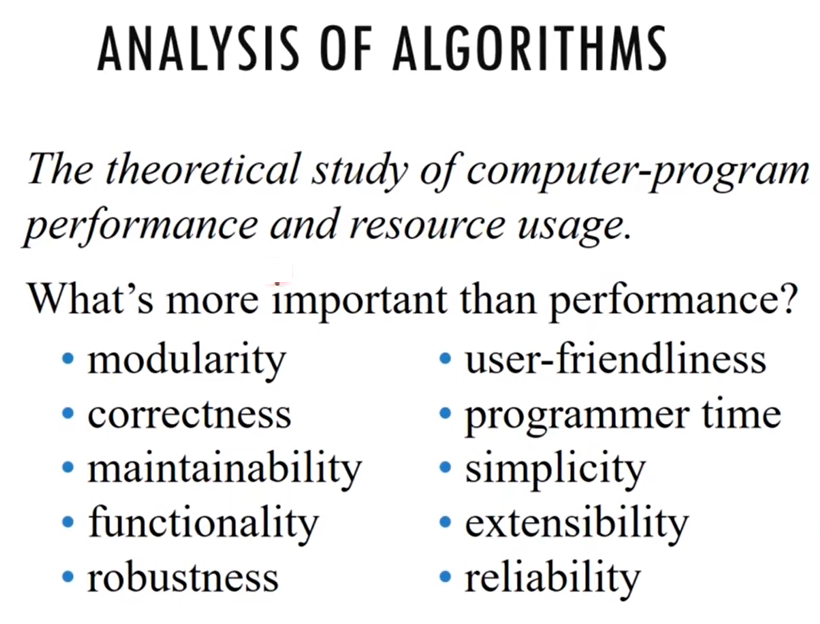 ANALYSIS OF ALGORITHMS
The theoretical study of computer-program
performance and resource usage.
What’s more important than performance?
• modularity
• correctness
• maintainability
• functionality
• robustness
• user-friendliness
• programmer time
• simplicity
• extensibility
• reliability